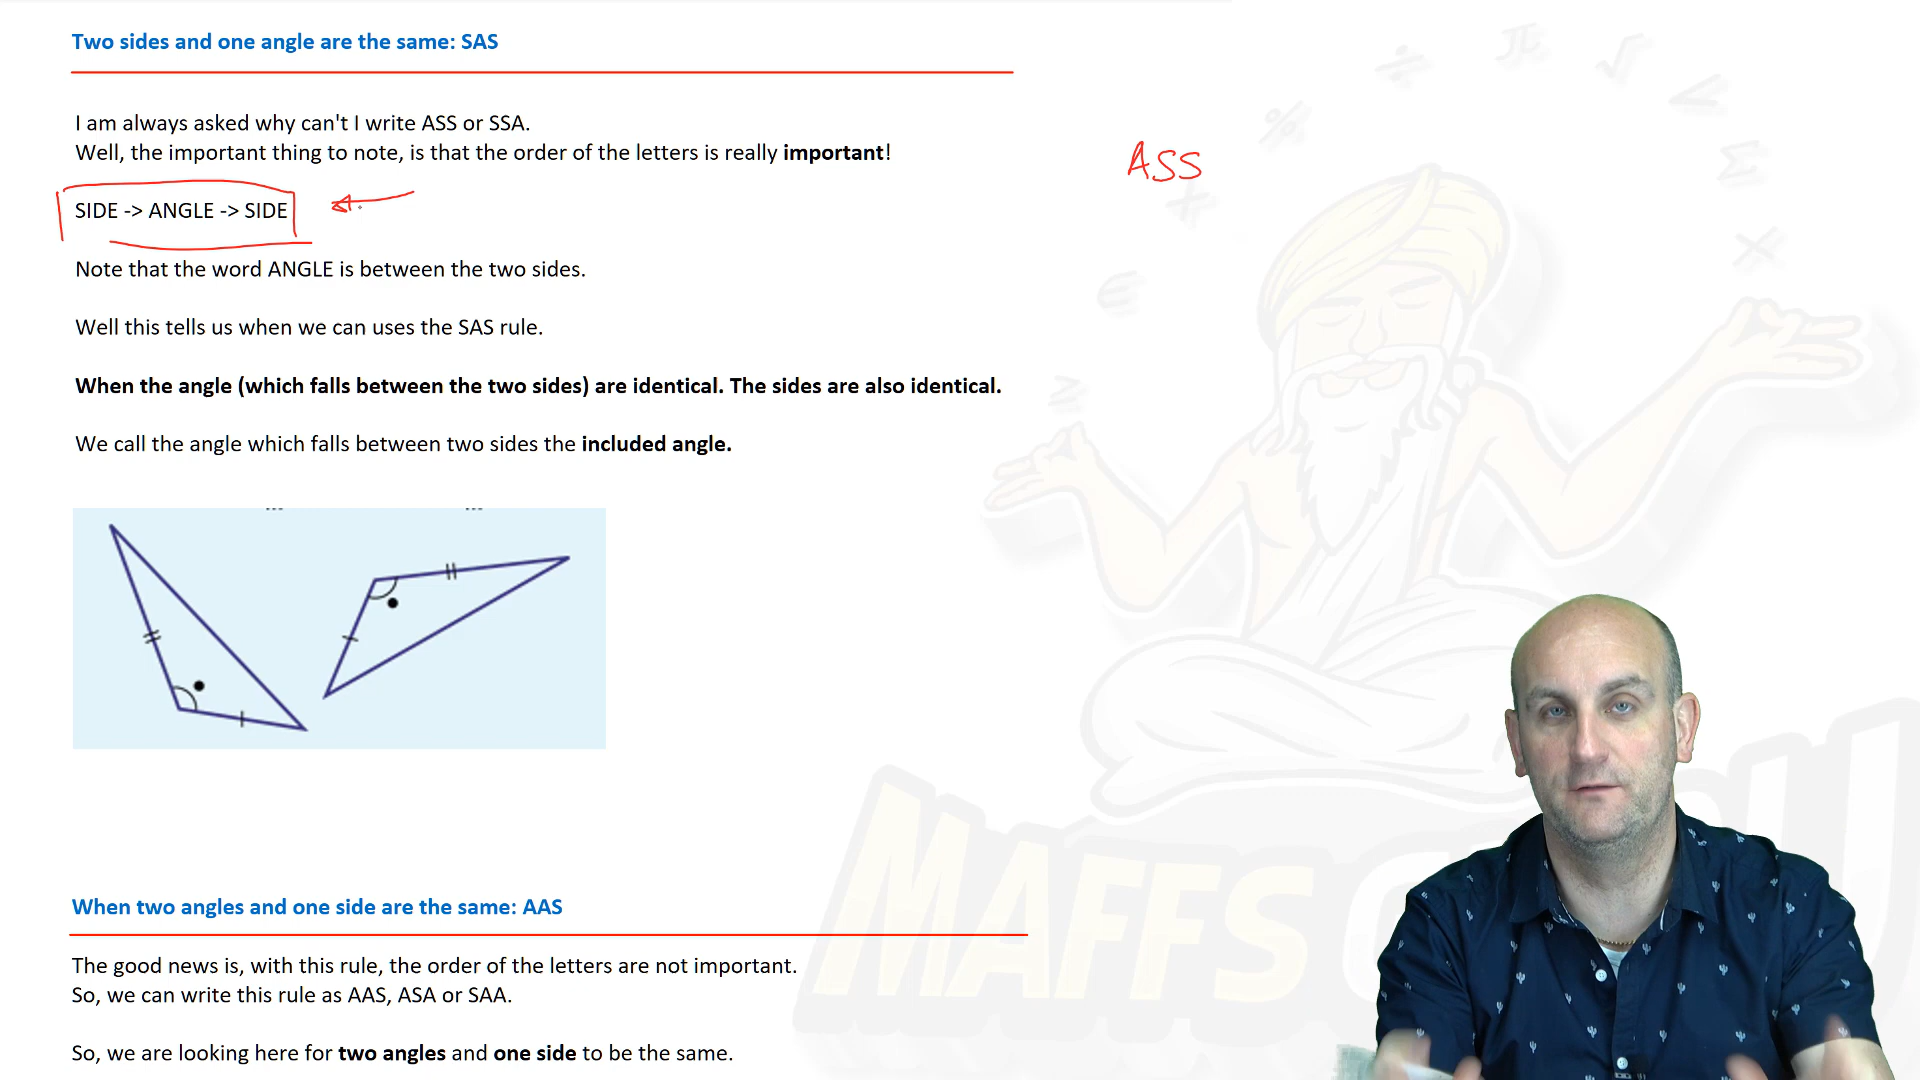 Two sides and one angle are the same: SAS
I am always asked why can't I write ASS or SSA.
Well, the important thing to note, is that the order of the letters is really important!
ASS
SIDE -> ANGLE -> SIDE
Note that the word ANGLE is between the two sides.
Well this tells us when we can uses the SAS rule.
When the angle (which falls between the two sides) are identical. The sides are also identical.
We call the angle which falls between two sides the included angle.
MAFFS
When two angles and one side are the same: AAS
The good news is, with this rule, the order of the letters are not important.
So, we can write this rule as AAS, ASA or SAA.
So, we are looking here for two angles and one side to be the same.